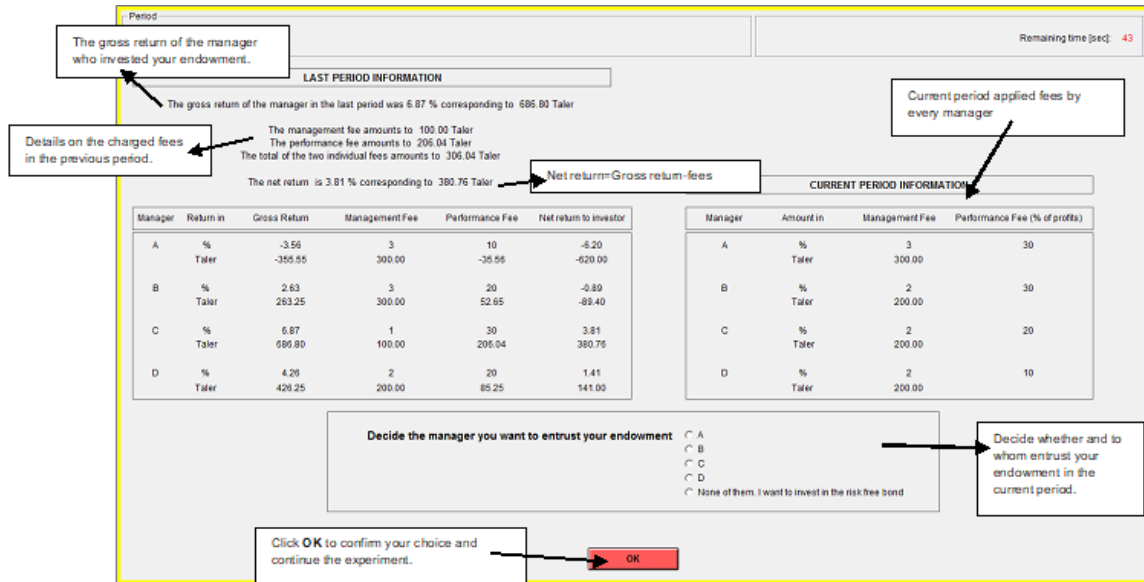 Period
Remaining time [sec]: 43
The gross return of the manager
who invested your endowment.
LAST PERIOD INFORMATION
The gross return of the manager in the last period was 6.87 % corresponding to 686.80 Taler
Current period applied fees by
every manager
Details on the charged fees
in the previous period.
The management fee amounts to 100.00 Taler
The performance fee amounts to 206.04 Taler
The total of the two individual fees amounts to 306.04 Taler
The net return is 3.81 % corresponding to 380.76 Taler
Net return=Gross return-fees
CURRENT PERIOD INFORMATION
Manager Return in Gross Return Management Fee Performance Fee Net return to investor
A % -3.56 3 10 -6.20
Taler -355.55 300.00 -35.56 -620.00
B % 2.63 3 20 -0.89
Taler 263.25 300.00 52.65 -89.40
C % 6.87 1 30 3.81
Taler 686.80 100.00 206.04 380.76
D % 4.26 2 20 1.41
Taler 426.25 200.00 85.25 141.00
Manager Amount in Management Fee Performance Fee (% of profits)
A % 3 30
Taler 300.00
B % 2 30
Taler 200.00
C % 2 20
Taler 200.00
D % 2 10
Taler 200.00
Decide the manager you want to entrust your endowment
A
B
C
D
None of them. I want to invest in the risk free bond
Decide whether and to
whom entrust your
endowment in the
current period.
Click OK to confirm your choice and
continue the experiment.
OK